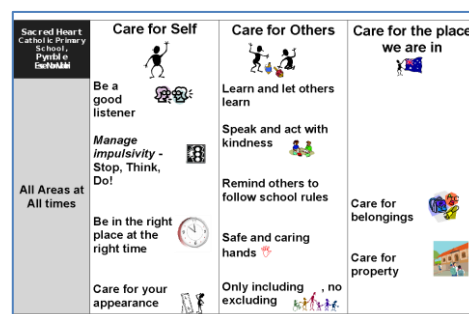 Sacred Heart
Catholic Primary
School,
Pymble
Care for Self
Care for Others
Care for the place
we are in
All Areas at
All times
Be a
good
listener
Manage
impulsivity -
Stop, Think,
Do!
Be in the right
place at the
right time
Care for your
appearance
Learn and let others
learn
Speak and act with
kindness
Remind others to
follow school rules
Safe and caring
hands
Only including , no
excluding
Care for
belongings
Care for
property